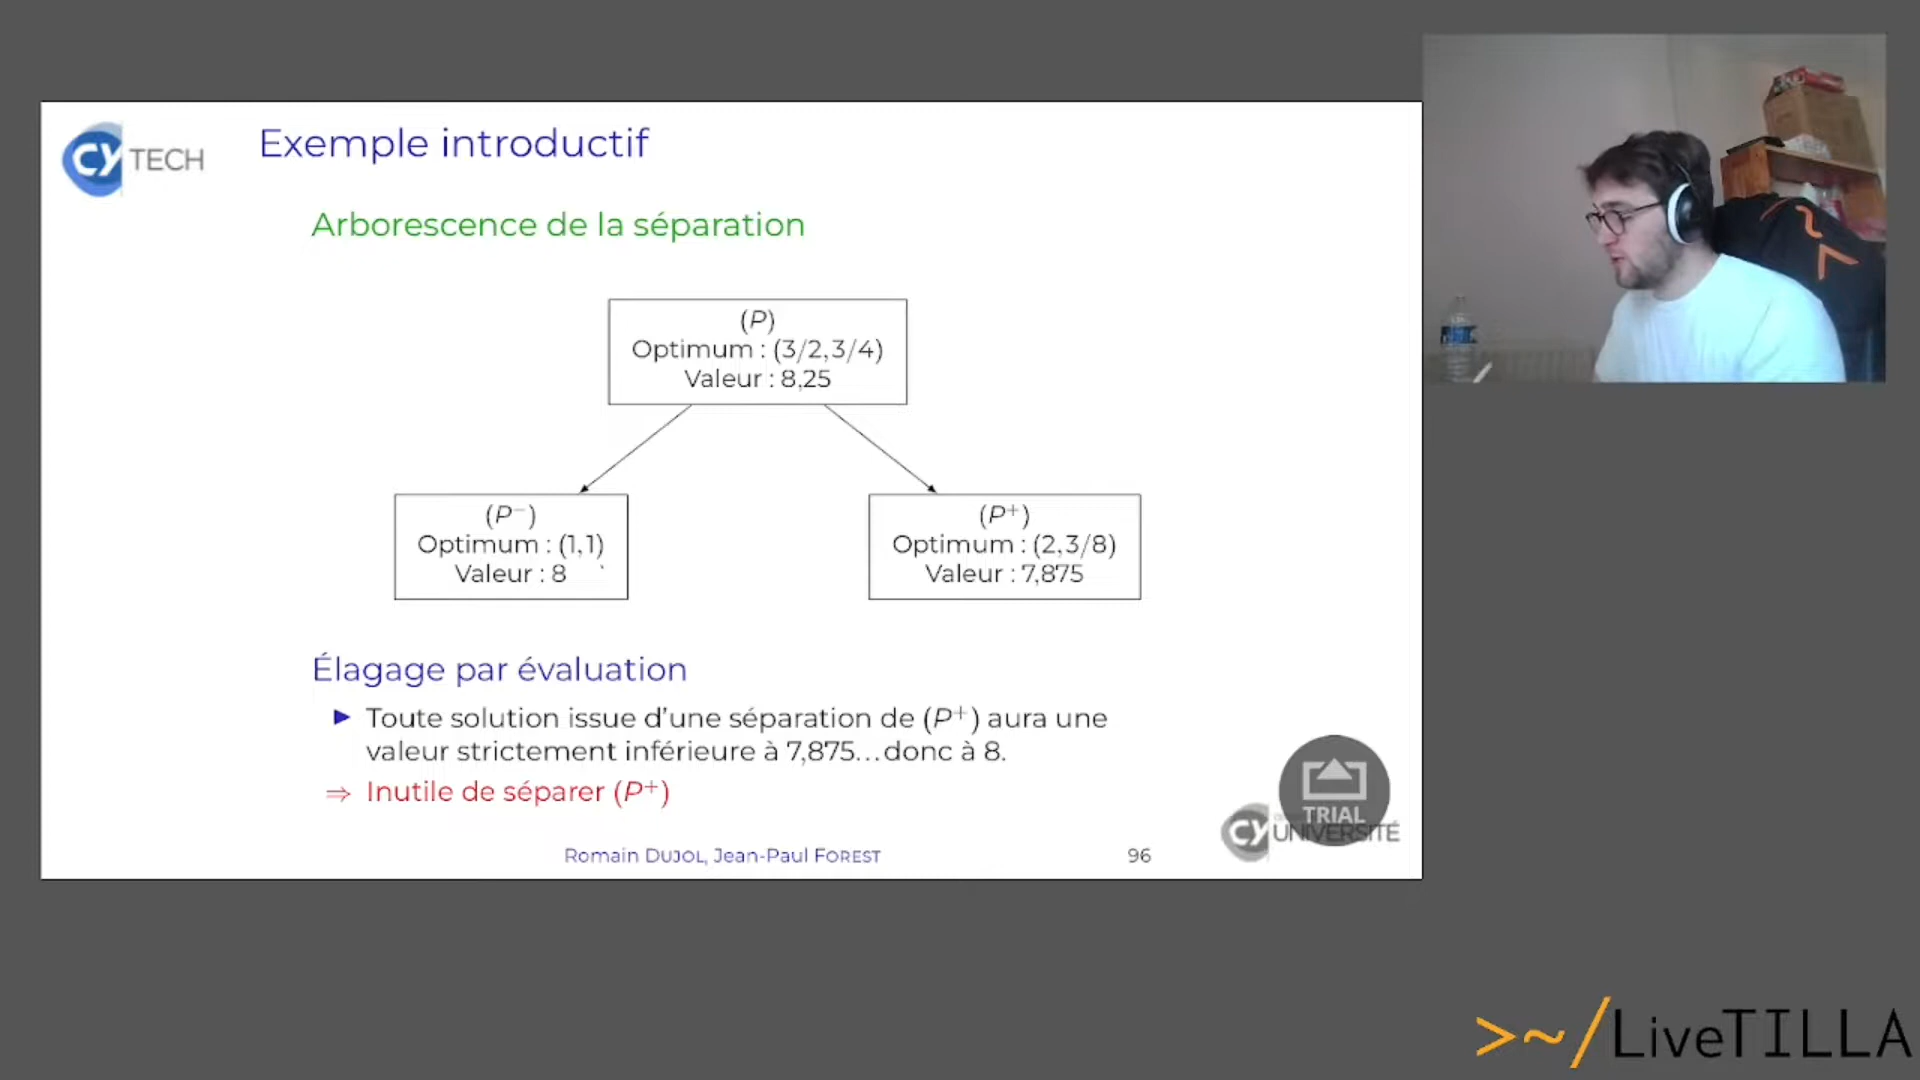 CY TECH
Exemple introductif
Arborescence de la séparation
(P)
Optimum : (3/2,3/4)
Valeur : 8,25
(P⁻)
Optimum : (1,1)
Valeur : 8
(P⁺)
Optimum : (2,3/8)
Valeur : 7,875
Élagage par évaluation
▶ Toute solution issue d'une séparation de (P⁺) aura une
valeur strictement inférieure à 7,875…donc à 8.
⇒ Inutile de séparer (P⁺)
TRIAL
CY UNIVERSITÉ
Romain DUJOL, Jean-Paul FOREST
96
>~/LiveTILLA